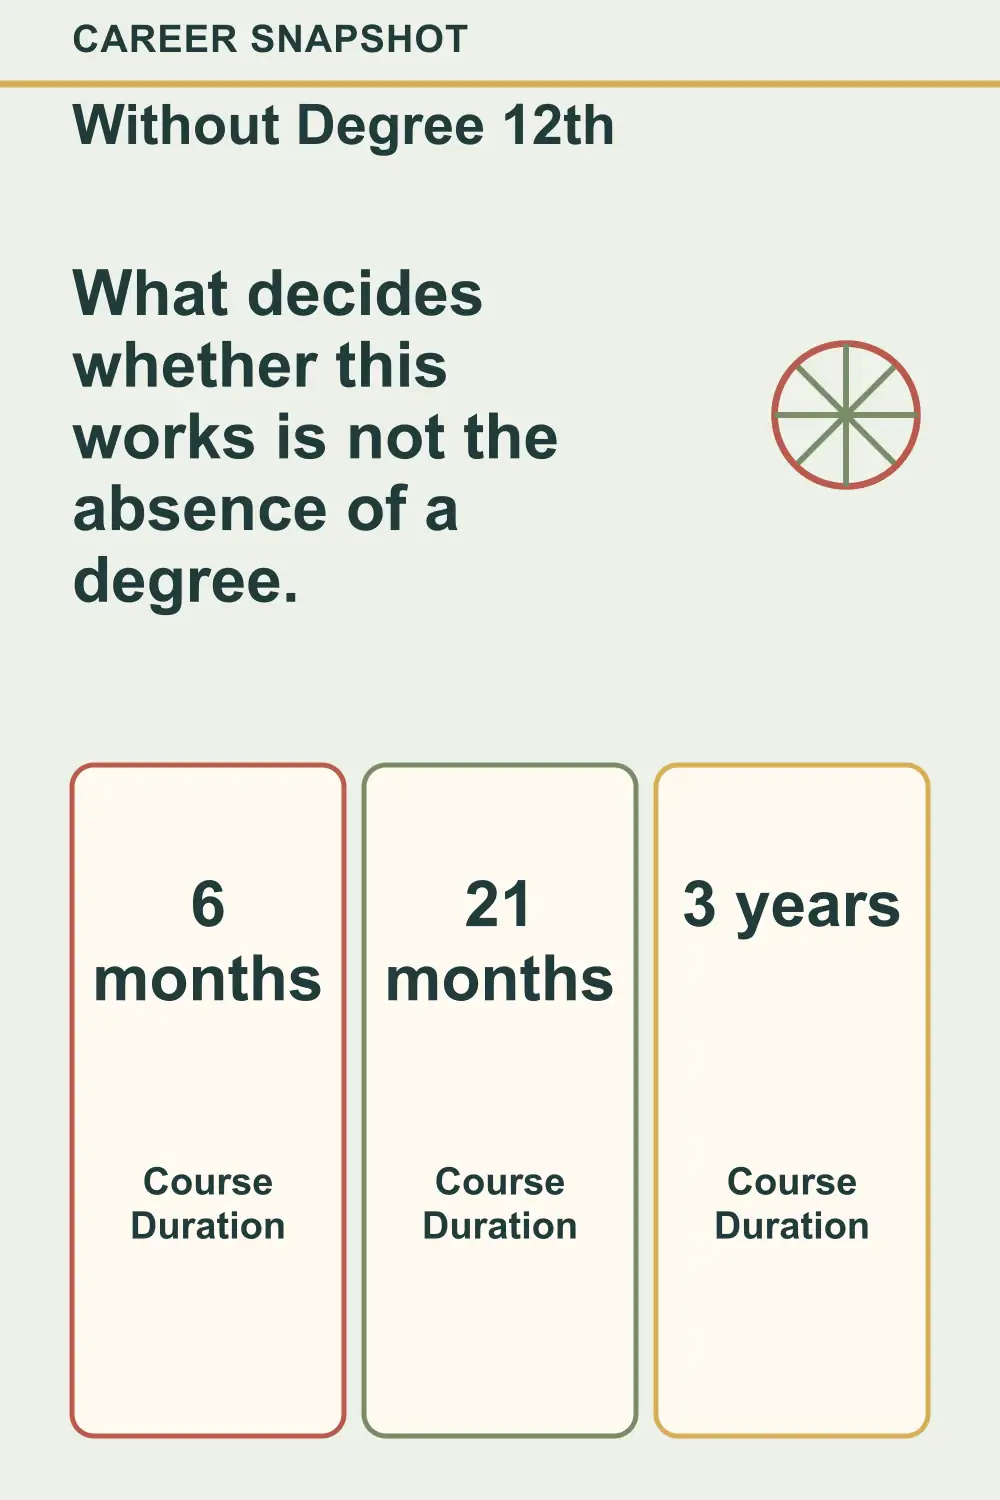 CAREER SNAPSHOT
Without Degree 12th
What decides
whether this
works is not the
absence of a
degree.
6
months
Course
Duration
21
months
Course
Duration
3 years
Course
Duration